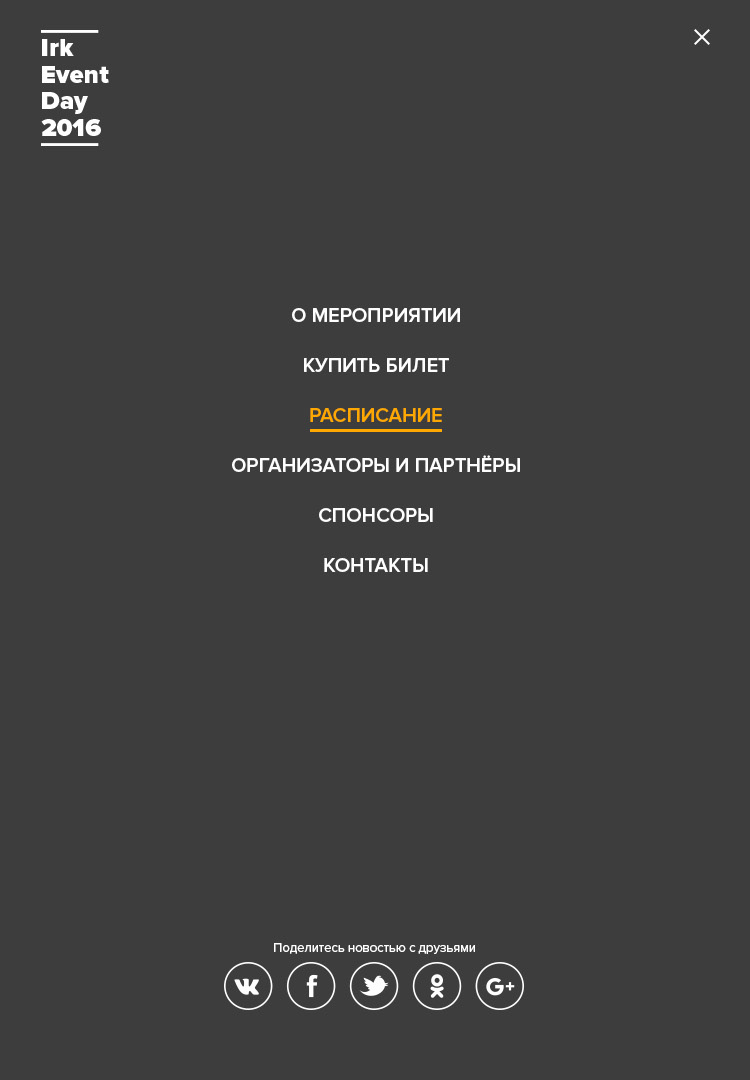 Irk
Event
Day
2016
О МЕРОПРИЯТИИ
КУПИТЬ БИЛЕТ
РАСПИСАНИЕ
ОРГАНИЗАТОРЫ И ПАРТНЁРЫ
СПОНСОРЫ
КОНТАКТЫ
Поделитесь новостью с друзьями